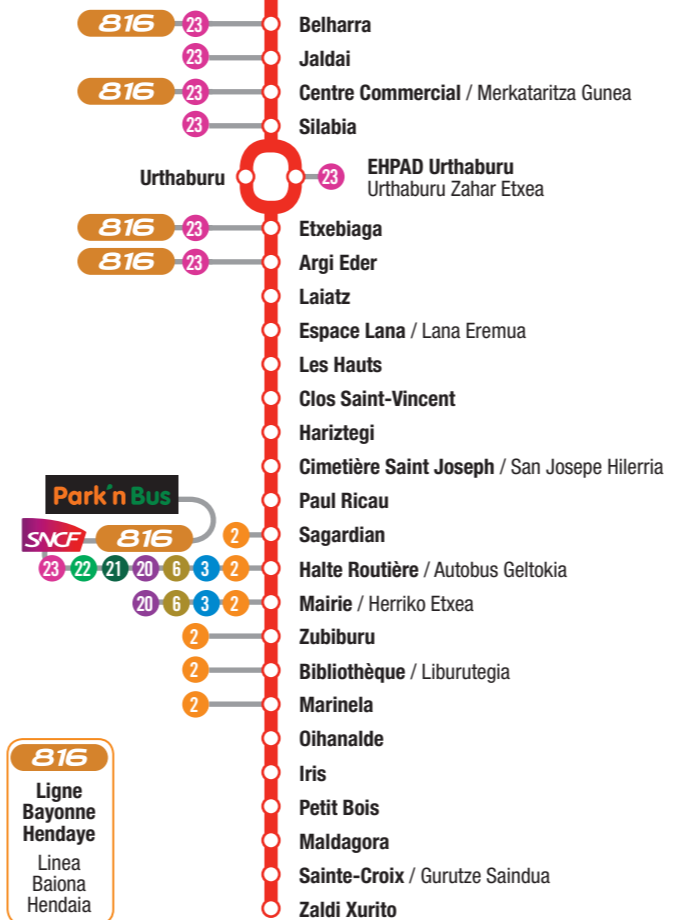 816 23 Belharra
23 Jaldai
816 23 Centre Commercial / Merkataritza Gunea
23 Silabia
Urthaburu 23 EHPAD Urthaburu
Urthaburu Zahar Etxea
816 23 Etxebiaga
816 23 Argi Eder
Laiatz
Espace Lana / Lana Eremua
Les Hauts
Clos Saint-Vincent
Hariztegi
Cimetière Saint Joseph / San Josepe Hilerria
Park'n Bus
Paul Ricau
SNCF 816 2 Sagardian
23 22 21 20 6 3 2 Halte Routière / Autobus Geltokia
20 6 3 2 Mairie / Herriko Etxea
2 Zubiburu
2 Bibliothèque / Liburutegia
2 Marinela
Oihanalde
Iris
Petit Bois
Maldagora
Sainte-Croix / Gurutze Saindua
Zaldi Xurito
816
Ligne
Bayonne
Hendaye
Linea
Baiona
Hendaia